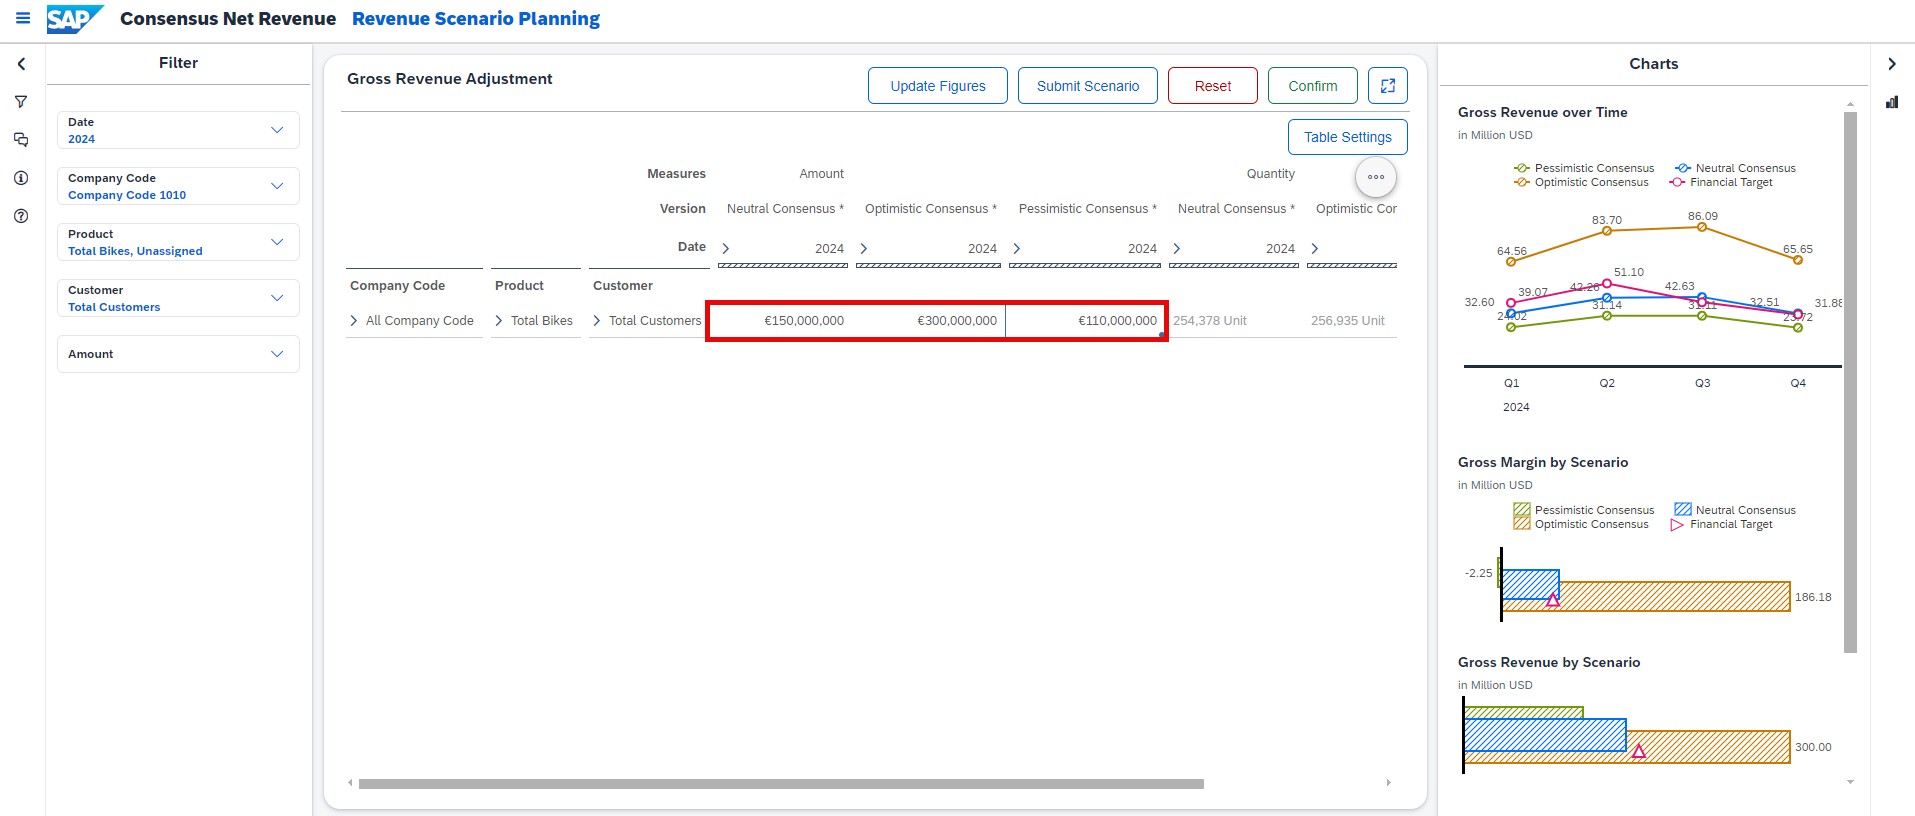 SAP Consensus Net Revenue Revenue Scenario Planning
Filter
Date
2024
Company Code
Company Code 1010
Product
Total Bikes, Unassigned
Customer
Total Customers
Amount
Gross Revenue Adjustment
Update Figures
Submit Scenario
Reset
Confirm
Table Settings
Measures Amount Quantity
Version Neutral Consensus * Optimistic Consensus * Pessimistic Consensus * Neutral Consensus * Optimistic Cor
Date 2024 2024 2024 2024
Company Code Product Customer
All Company Code Total Bikes Total Customers €150,000,000 €300,000,000 €110,000,000 254,378 Unit 256,935 Unit
Charts
Gross Revenue over Time
in Million USD
Pessimistic Consensus Neutral Consensus
Optimistic Consensus Financial Target
83.70 86.09
64.56 65.65
51.10
39.07 42.26 42.63
32.60 32.51 31.88
31.14 31.11
24.02 23.72
Q1 Q2 Q3 Q4
2024
Gross Margin by Scenario
in Million USD
Pessimistic Consensus Neutral Consensus
Optimistic Consensus Financial Target
-2.25
186.18
Gross Revenue by Scenario
in Million USD
300.00